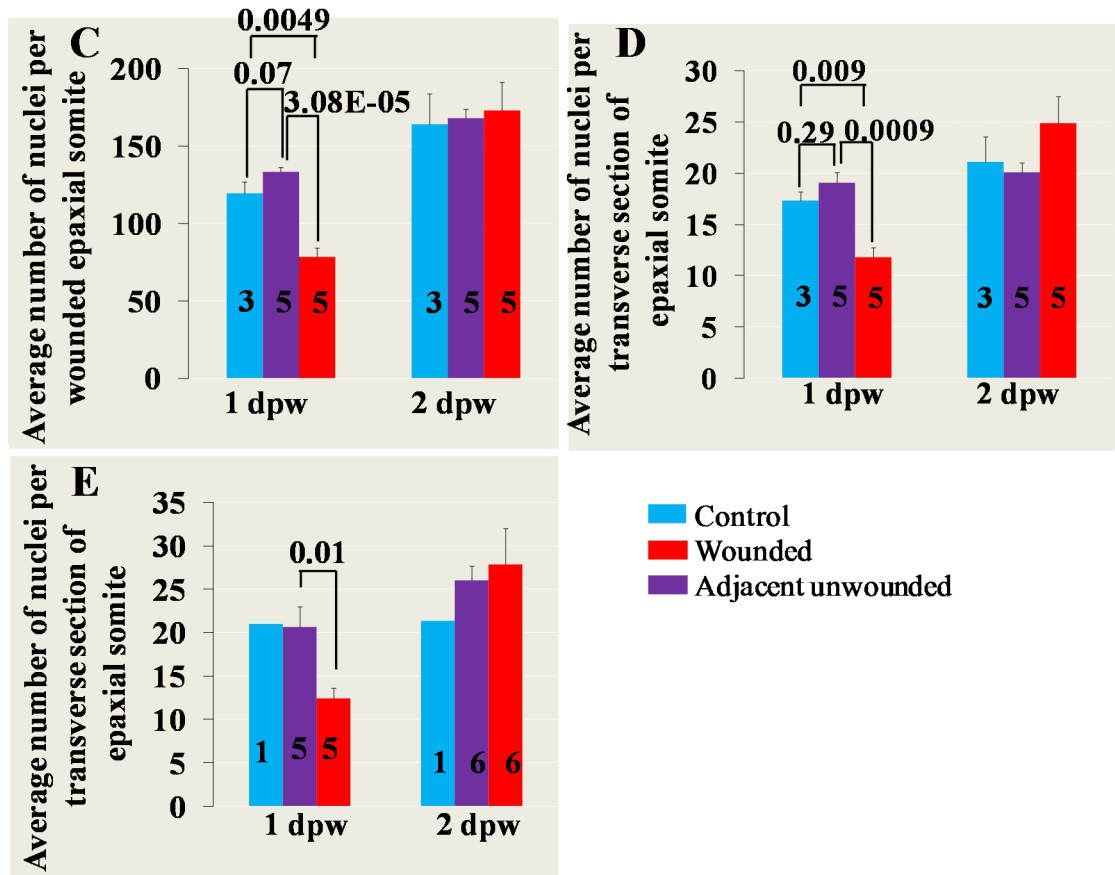 C
Average number of nuclei per
wounded epaxial somite
200
150
100
50
0
0.0049
0.07
3.08E-05
3 5 5
3 5 5
1 dpw 2 dpw
D
Average number of nuclei per
transverse section of
epaxial somite
30
25
20
15
10
5
0
0.009
0.29 0.0009
3 5 5
3 5 5
1 dpw 2 dpw
E
Average number of nuclei per
transverse section of
epaxial somite
35
30
25
20
15
10
5
0
0.01
1 5 5
1 6 6
1 dpw 2 dpw
Control
Wounded
Adjacent unwounded